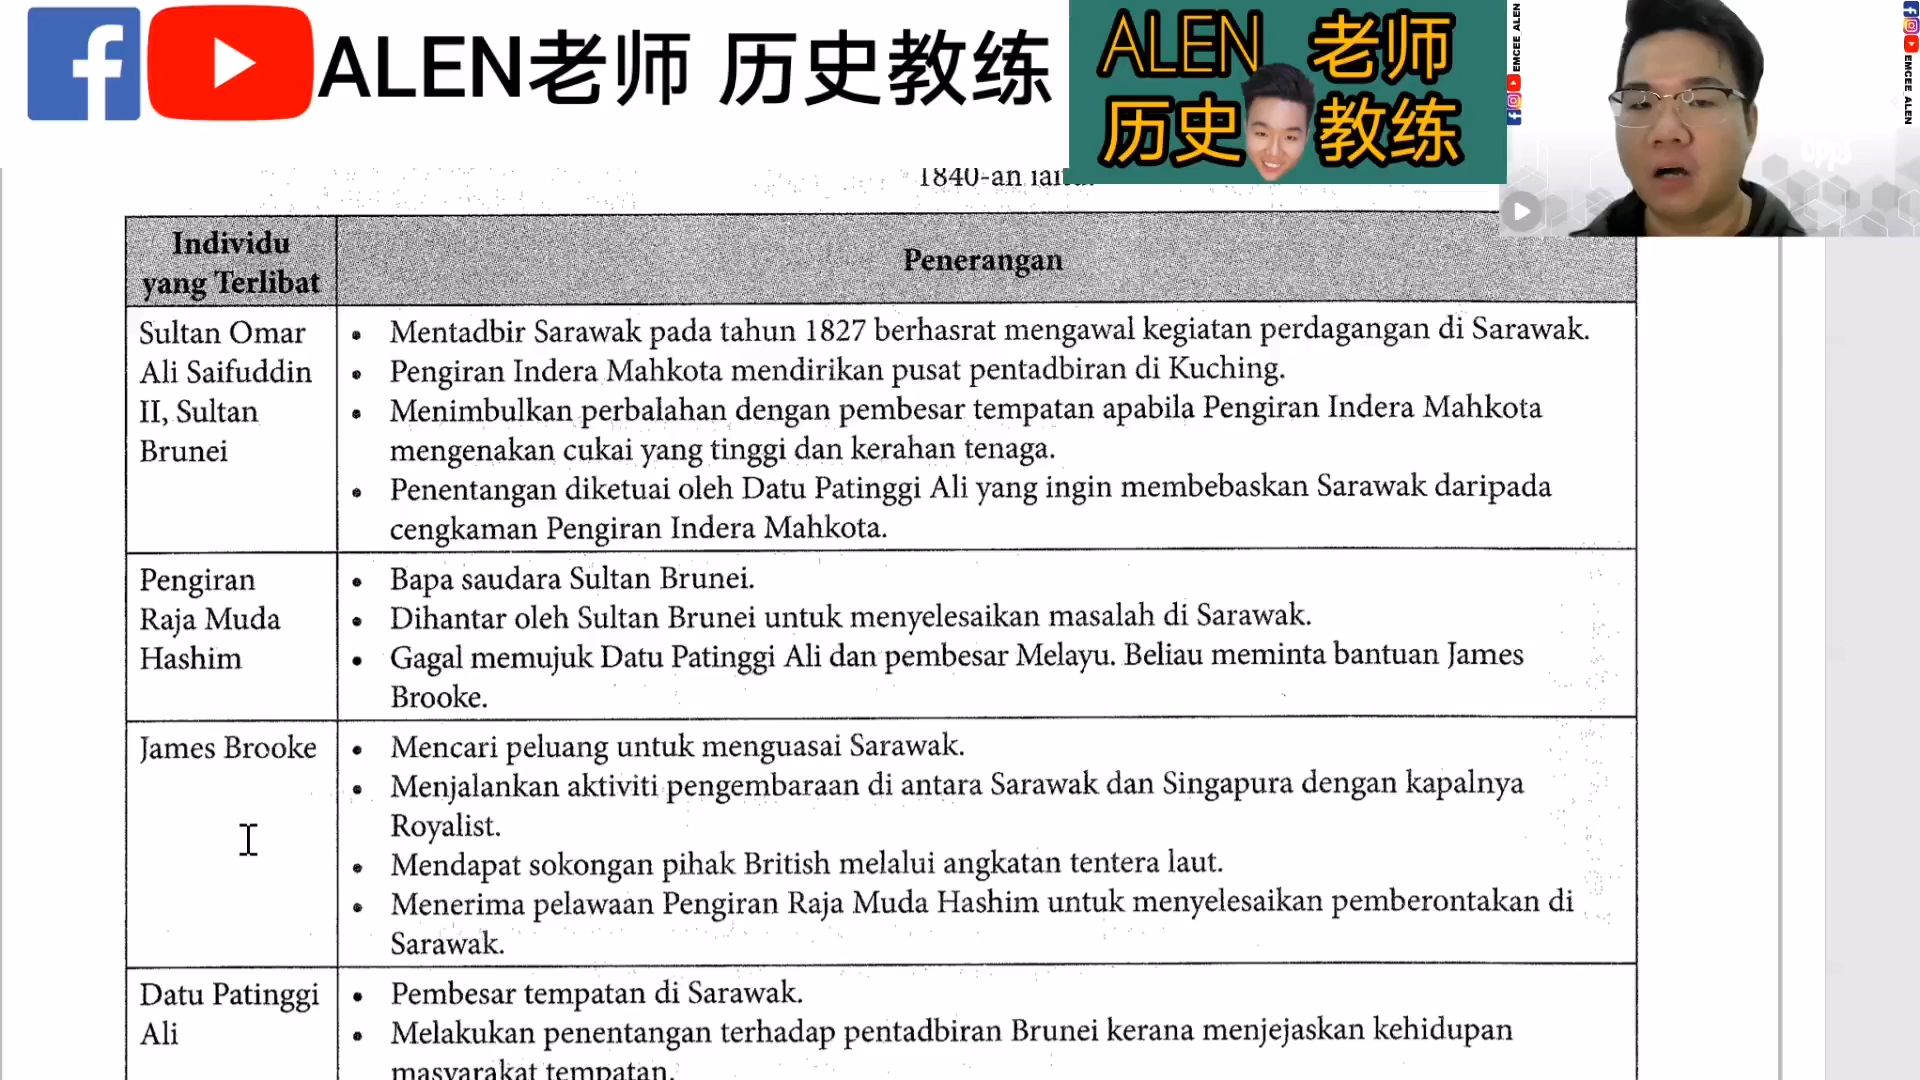 ALEN老师 历史教练
ALEN 老师
历史 教练
EMCEE ALEN
EMCEE ALEN
1840-an
Individu
yang Terlibat
Penerangan
Sultan Omar
Ali Saifuddin
II, Sultan
Brunei
• Mentadbir Sarawak pada tahun 1827 berhasrat mengawal kegiatan perdagangan di Sarawak.
• Pengiran Indera Mahkota mendirikan pusat pentadbiran di Kuching.
• Menimbulkan perbalahan dengan pembesar tempatan apabila Pengiran Indera Mahkota
mengenakan cukai yang tinggi dan kerahan tenaga.
• Penentangan diketuai oleh Datu Patinggi Ali yang ingin membebaskan Sarawak daripada
cengkaman Pengiran Indera Mahkota.
Pengiran
Raja Muda
Hashim
• Bapa saudara Sultan Brunei.
• Dihantar oleh Sultan Brunei untuk menyelesaikan masalah di Sarawak.
• Gagal memujuk Datu Patinggi Ali dan pembesar Melayu. Beliau meminta bantuan James
Brooke.
James Brooke
• Mencari peluang untuk menguasai Sarawak.
• Menjalankan aktiviti pengembaraan di antara Sarawak dan Singapura dengan kapalnya
Royalist.
• Mendapat sokongan pihak British melalui angkatan tentera laut.
• Menerima pelawaan Pengiran Raja Muda Hashim untuk menyelesaikan pemberontakan di
Sarawak.
Datu Patinggi
Ali
• Pembesar tempatan di Sarawak.
• Melakukan penentangan terhadap pentadbiran Brunei kerana menjejaskan kehidupan
masyarakat tempatan.